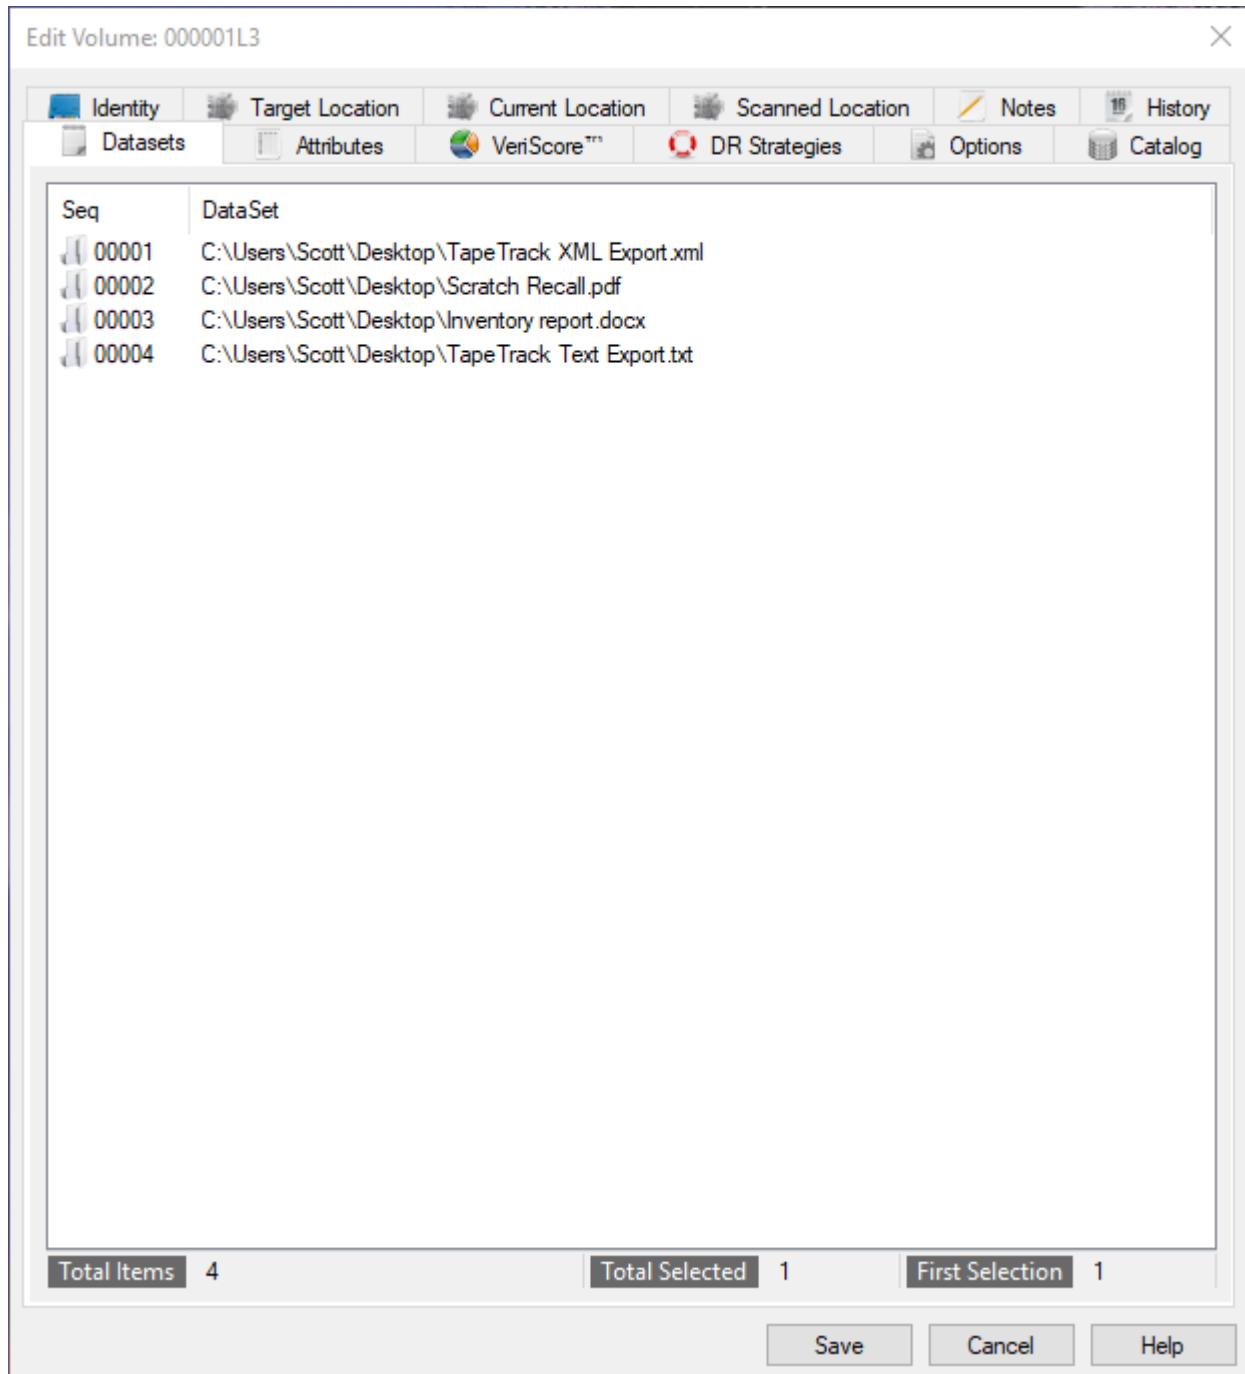 Edit Volume: 000001L3
Identity Target Location Current Location Scanned Location Notes 16 History
Datasets Attributes VeriScore™ DR Strategies Options Catalog
Seq DataSet
00001 C:\Users\Scott\Desktop\TapeTrack XML Export.xml
00002 C:\Users\Scott\Desktop\Scratch Recall.pdf
00003 C:\Users\Scott\Desktop\Inventory report.docx
00004 C:\Users\Scott\Desktop\TapeTrack Text Export.txt
Total Items 4 Total Selected 1 First Selection 1
Save Cancel Help